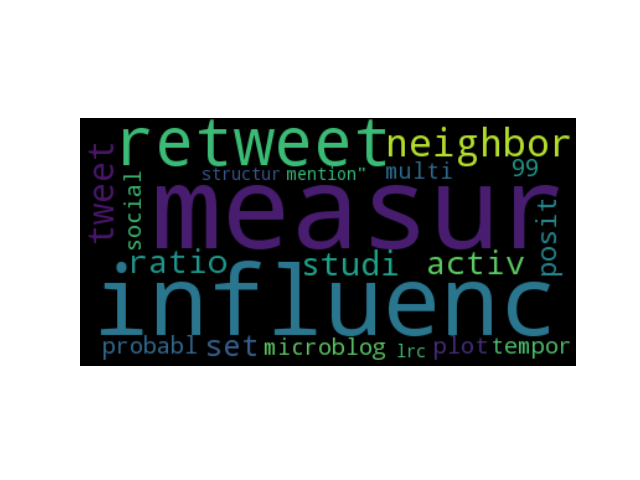 retweet
neighbor
tweet
social
structur
mention"
multi
99
measur
posit
ratio
studi
activ
influenc
probabl
set
microblog
lrc
plot
tempor